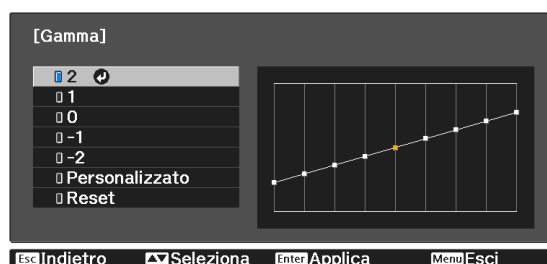 [Gamma]
2
1
0
-1
-2
Personalizzato
Reset
Esc Indietro Seleziona Enter Applica Menu Esci